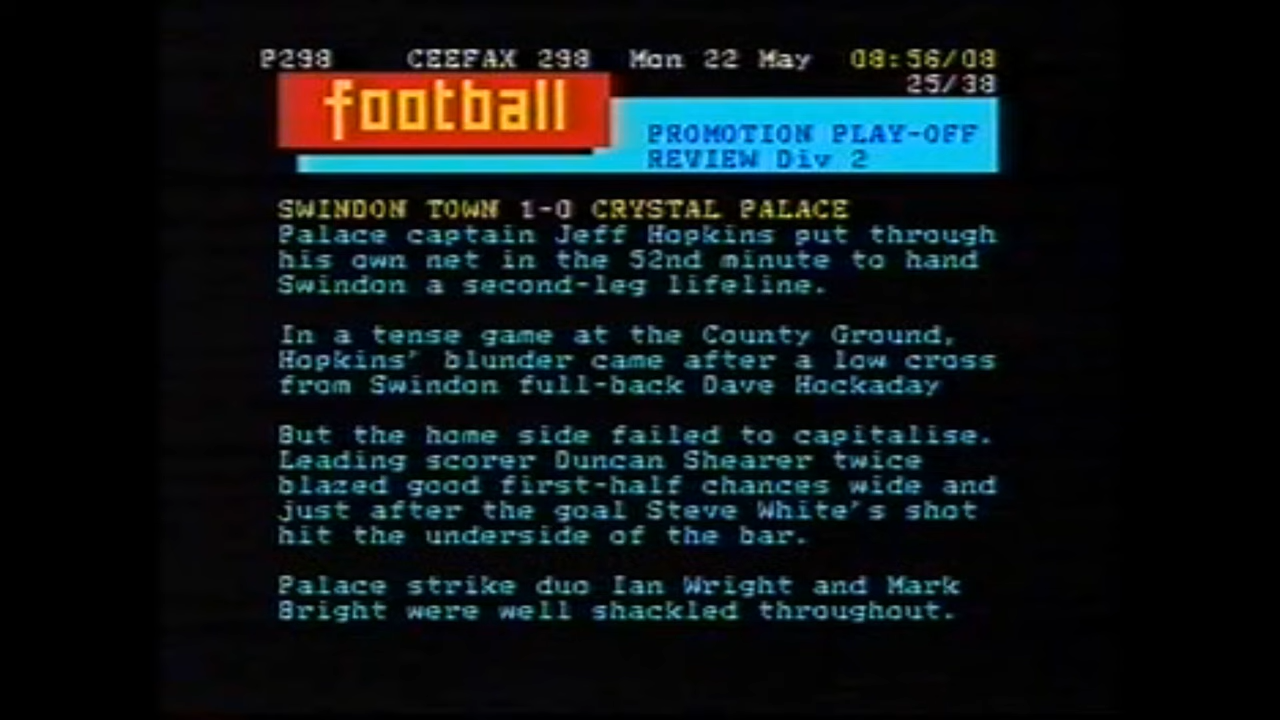 P298 CEEFAX 298 Mon 22 May 08:56/08
25/38
football
PROMOTION PLAY-OFF
REVIEW Div 2
SWINDON TOWN 1-0 CRYSTAL PALACE
Palace captain Jeff Hopkins put through
his own net in the 52nd minute to hand
Swindon a second-leg lifeline.
In a tense game at the County Ground,
Hopkins' blunder came after a low cross
from Swindon full-back Dave Hockaday
But the home side failed to capitalise.
Leading scorer Duncan Shearer twice
blazed good first-half chances wide and
just after the goal Steve White's shot
hit the underside of the bar.
Palace strike duo Ian Wright and Mark
Bright were well shackled throughout.